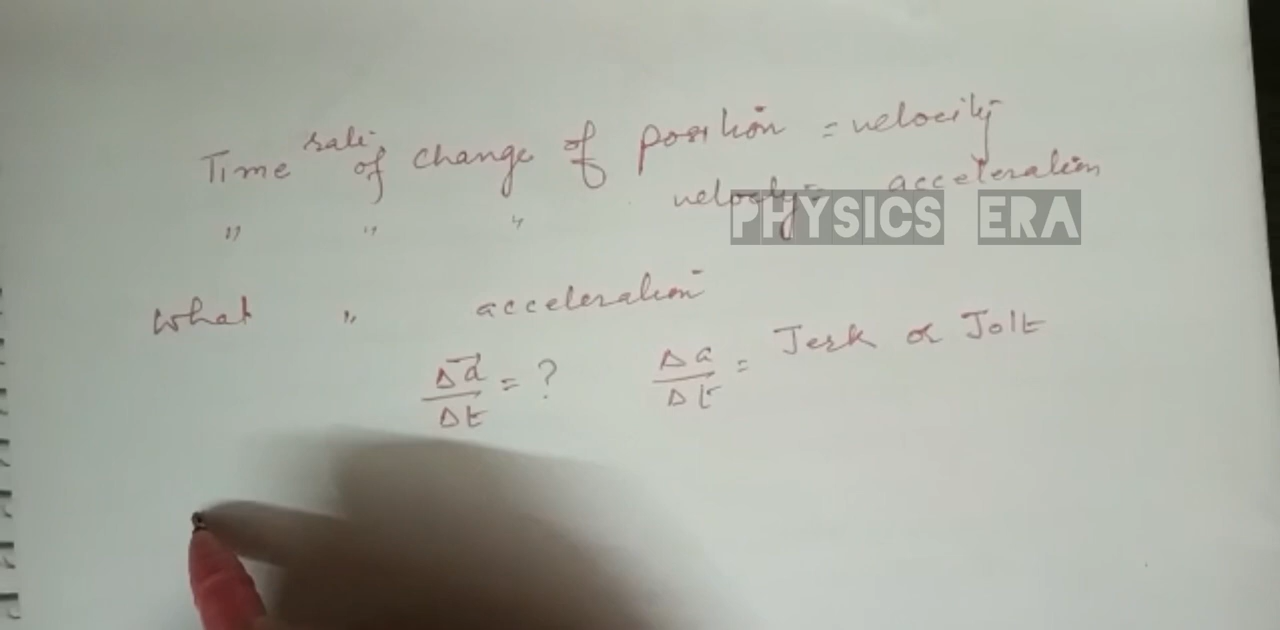 Time rate of change of position = velocity
" " " velocity = acceleration
PHYSICS ERA
What " acceleration
Δa⃗/Δt = ? Δa/Δt = Jerk or Jolt